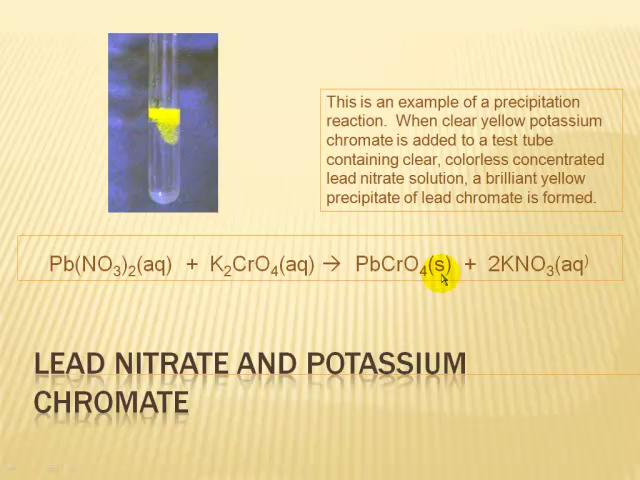 This is an example of a precipitation
reaction.  When clear yellow potassium
chromate is added to a test tube
containing clear, colorless concentrated
lead nitrate solution, a brilliant yellow
precipitate of lead chromate is formed.
Pb(NO₃)₂(aq)  +  K₂CrO₄(aq) →  PbCrO₄(s)  +  2KNO₃(aq)
LEAD NITRATE AND POTASSIUM
CHROMATE